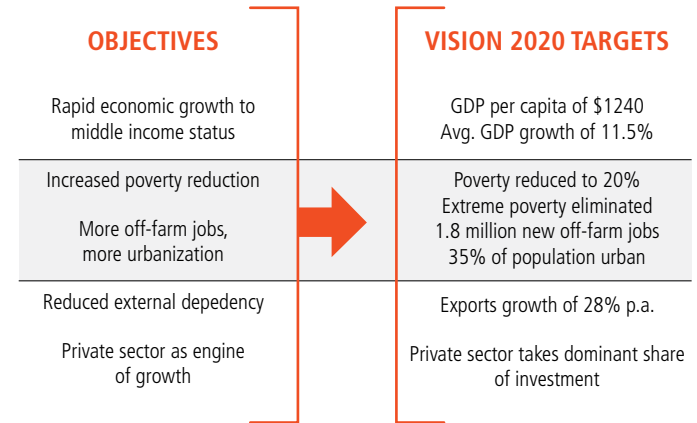 OBJECTIVES
Rapid economic growth to
middle income status
Increased poverty reduction
More off-farm jobs,
more urbanization
Reduced external depedency
Private sector as engine
of growth
VISION 2020 TARGETS
GDP per capita of $1240
Avg. GDP growth of 11.5%
Poverty reduced to 20%
Extreme poverty eliminated
1.8 million new off-farm jobs
35% of population urban
Exports growth of 28% p.a.
Private sector takes dominant share
of investment